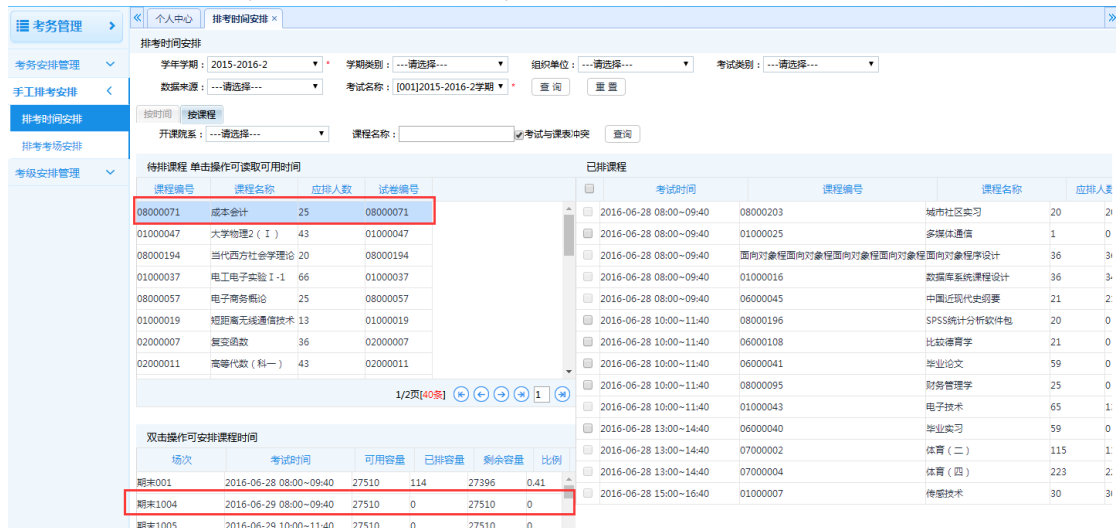 考务管理
个人中心 排考时间安排 ×
排考时间安排
考务安排管理
手工排考安排
排考时间安排
排考考场安排
考级安排管理
学年学期： 2015-2016-2 * 学期类别： ---请选择--- 组织单位： ---请选择--- 考试类别： ---请选择---
数据来源： ---请选择--- 考试名称： [001]2015-2016-2学期 * 查询 重置
按时间 按课程
开课院系： ---请选择--- 课程名称： 考试与课表冲突 查询
待排课程 单击操作可读取可用时间
课程编号 课程名称 应排人数 试卷编号
08000071 成本会计 25 08000071
01000047 大学物理2（Ⅰ） 43 01000047
08000194 当代西方社会学理论 20 08000194
01000037 电工电子实验Ⅰ-1 66 01000037
08000057 电子商务概论 25 08000057
01000019 短距离无线通信技术 13 01000019
02000007 复变函数 36 02000007
02000011 高等代数（科一） 43 02000011
1/2页[40条] 1
双击操作可安排课程时间
场次 考试时间 可用容量 已排容量 剩余容量 比例
期末001 2016-06-28 08:00~09:40 27510 114 27396 0.41
期末1004 2016-06-29 08:00~09:40 27510 0 27510 0
期末1005 2016-06-29 10:00~11:40 27510 0 27510 0
已排课程
考试时间 课程编号 课程名称 应排人数
2016-06-28 08:00~09:40 08000203 城市社区实习 20
2016-06-28 08:00~09:40 01000025 多媒体通信 1 0
2016-06-28 08:00~09:40 面向对象程面向对象程面向对象程面向对象程 面向对象程序设计 36
2016-06-28 08:00~09:40 01000016 数据库系统课程设计 36
2016-06-28 08:00~09:40 06000045 中国近现代史纲要 21
2016-06-28 10:00~11:40 08000196 SPSS统计分析软件包 20 0
2016-06-28 10:00~11:40 06000108 比较德育学 21 0
2016-06-28 10:00~11:40 06000041 毕业论文 59 0
2016-06-28 10:00~11:40 08000095 财务管理学 25 0
2016-06-28 10:00~11:40 01000043 电子技术 65
2016-06-28 13:00~14:40 06000040 毕业实习 59 0
2016-06-28 13:00~14:40 07000002 体育（二） 115
2016-06-28 13:00~14:40 07000004 体育（四） 223
2016-06-28 15:00~16:40 01000007 传感技术 30